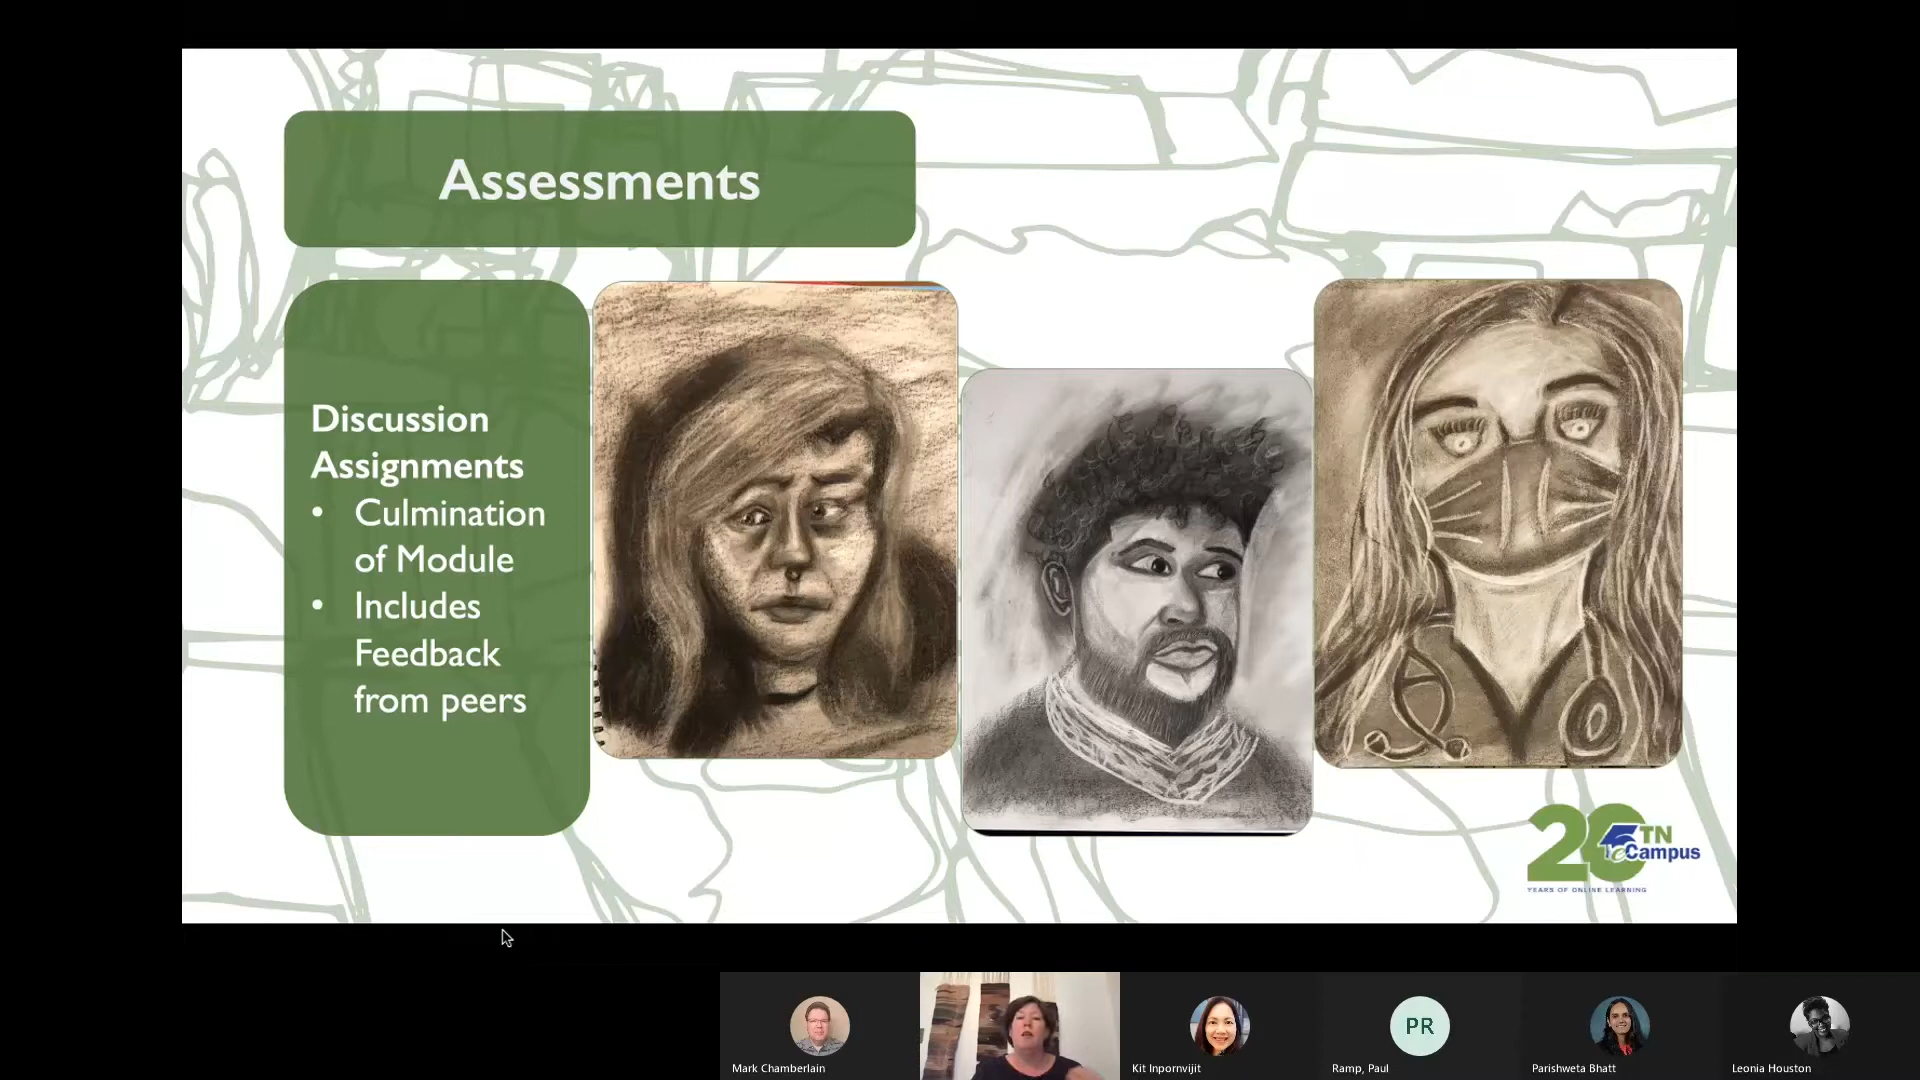 Assessments
Discussion
Assignments
• Culmination
of Module
• Includes
Feedback
from peers
20 TN
eCampus
YEARS OF ONLINE LEARNING
Mark Chamberlain
Kit Inpornvijit
PR
Ramp, Paul
Parishweta Bhatt
Leonia Houston